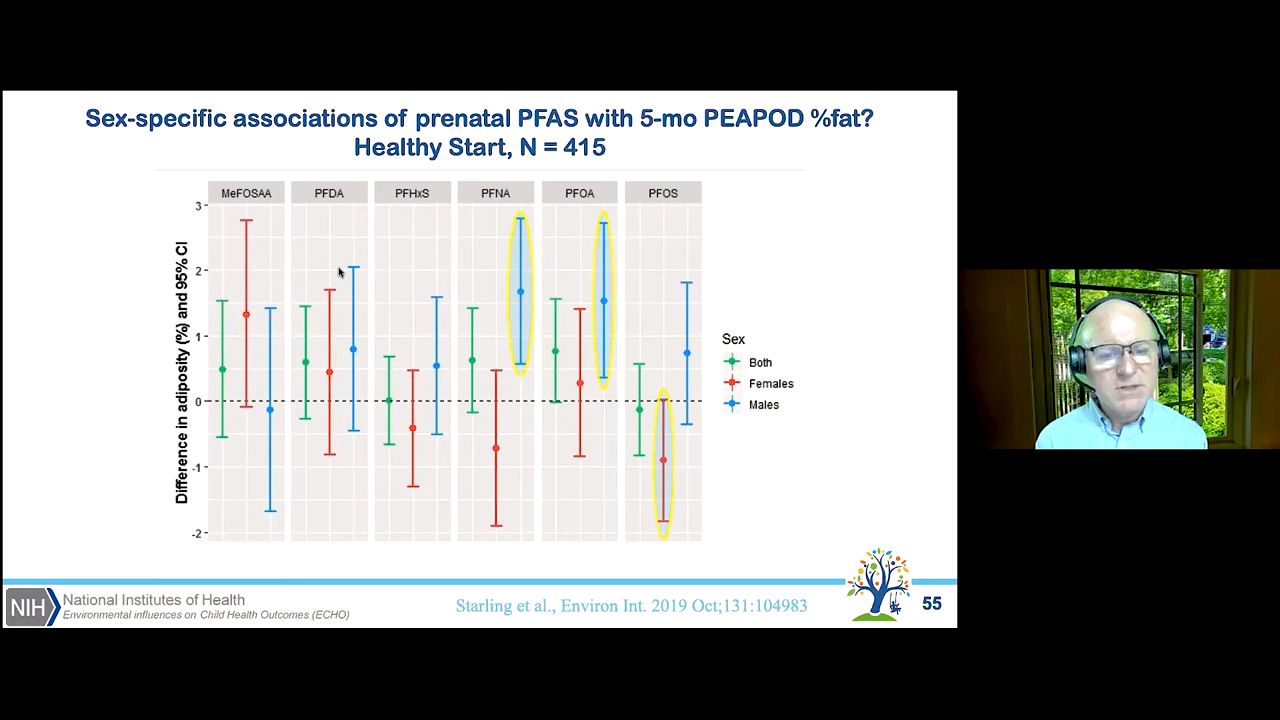 Sex-specific associations of prenatal PFAS with 5-mo PEAPOD %fat?
Healthy Start, N = 415
MeFOSAA PFDA PFHxS PFNA PFOA PFOS
Difference in adiposity (%) and 95% CI
3
2
1
0
-1
-2
Sex
Both
Females
Males
NIH
National Institutes of Health
Environmental influences on Child Health Outcomes (ECHO)
Starling et al., Environ Int. 2019 Oct;131:104983
55